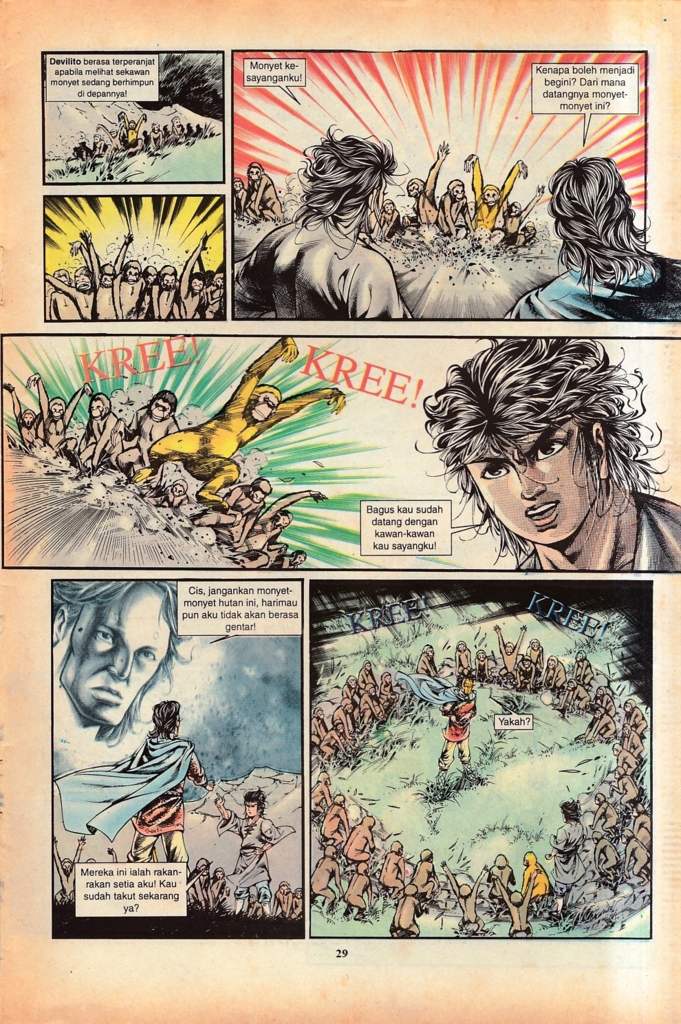 Devilito berasa terperanjat
apabila melihat sekawan
monyet sedang berhimpun
di depannya!
Monyet ke-
sayanganku!
Kenapa boleh menjadi
begini? Dari mana
datangnya monyet-
monyet ini?
KREE!
KREE!
Bagus kau sudah
datang dengan
kawan-kawan
kau sayangku!
Cis, jangankan monyet-
monyet hutan ini, harimau
pun aku tidak akan berasa
gentar!
Mereka ini ialah rakan-
rakan setia aku! Kau
sudah takut sekarang
ya?
KREE!
KREE!
Yakah?
29